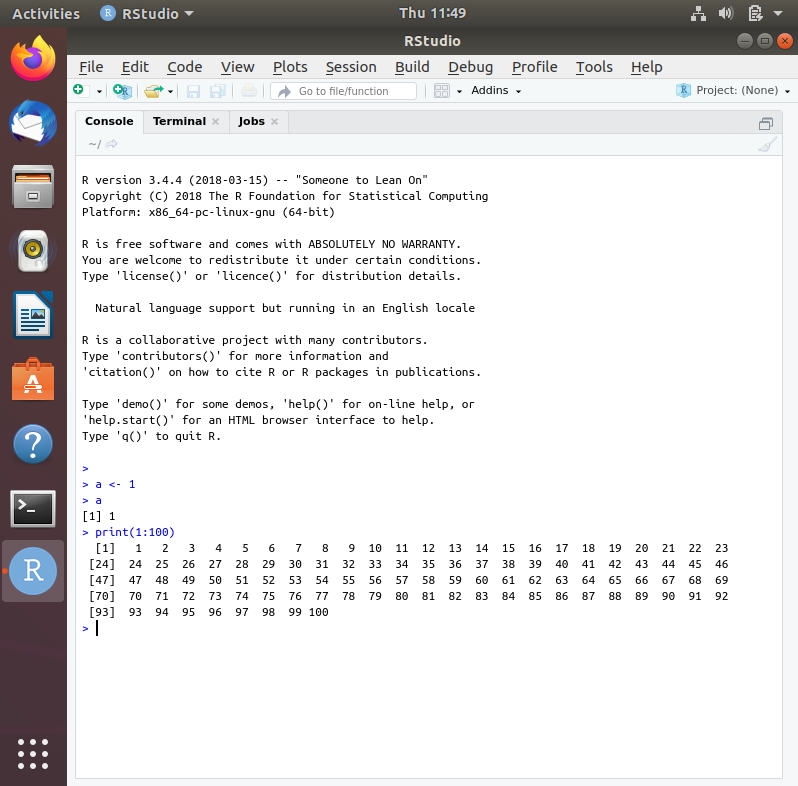 Activities R RStudio Thu 11:49
RStudio
File Edit Code View Plots Session Build Debug Profile Tools Help
R Go to file/function Addins R Project: (None)
Console Terminal Jobs
~/
R version 3.4.4 (2018-03-15) -- "Someone to Lean On"
Copyright (C) 2018 The R Foundation for Statistical Computing
Platform: x86_64-pc-linux-gnu (64-bit)
R is free software and comes with ABSOLUTELY NO WARRANTY.
You are welcome to redistribute it under certain conditions.
Type 'license()' or 'licence()' for distribution details.
Natural language support but running in an English locale
R is a collaborative project with many contributors.
Type 'contributors()' for more information and
'citation()' on how to cite R or R packages in publications.
Type 'demo()' for some demos, 'help()' for on-line help, or
'help.start()' for an HTML browser interface to help.
Type 'q()' to quit R.
>
> a <- 1
> a
[1] 1
> print(1:100)
[1] 1 2 3 4 5 6 7 8 9 10 11 12 13 14 15 16 17 18 19 20 21 22 23
[24] 24 25 26 27 28 29 30 31 32 33 34 35 36 37 38 39 40 41 42 43 44 45 46
[47] 47 48 49 50 51 52 53 54 55 56 57 58 59 60 61 62 63 64 65 66 67 68 69
[70] 70 71 72 73 74 75 76 77 78 79 80 81 82 83 84 85 86 87 88 89 90 91 92
[93] 93 94 95 96 97 98 99 100
>
A
?
>_
R